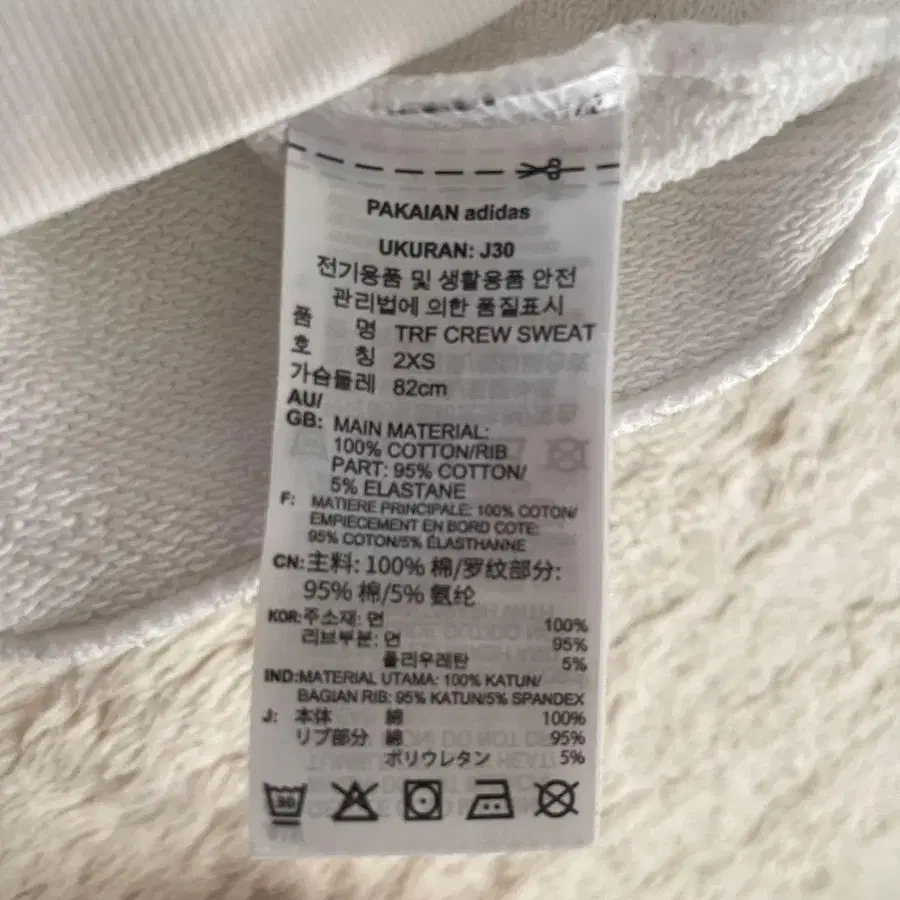 PAKAIAN adidas
UKURAN: J30
전기용품 및 생활용품 안전
관리법에 의한 품질표시
품 명 TRF CREW SWEAT
호 칭 2XS
가슴둘레 82cm
AU/
GB: MAIN MATERIAL:
100% COTTON/RIB
PART: 95% COTTON/
5% ELASTANE
F: MATIERE PRINCIPALE: 100% COTON/
EMPIECEMENT EN BORD COTE:
95% COTON/5% ÉLASTHANNE
CN: 主料: 100% 棉/罗纹部分:
95% 棉/5% 氨纶
KOR: 주소재: 면 100%
리브부분: 면 95%
폴리우레탄 5%
IND: MATERIAL UTAMA: 100% KATUN/
BAGIAN RIB: 95% KATUN/5% SPANDEX
J: 本体 綿 100%
リブ部分 綿 95%
ポリウレタン 5%
30